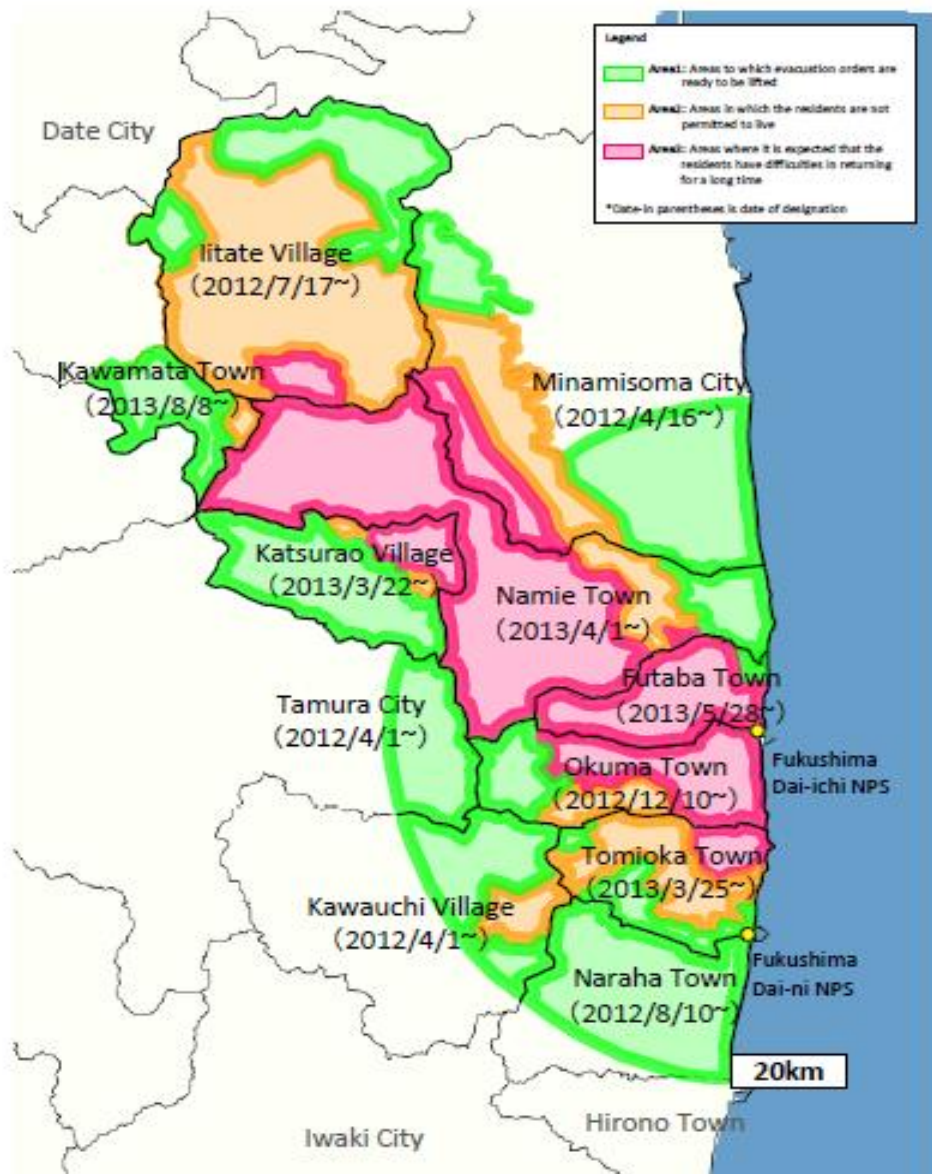 Legend
Area1: Areas to which evacuation orders are
ready to be lifted
Area2: Areas in which the residents are not
permitted to live
Area3: Areas where it is expected that the
residents have difficulties in returning
for a long time
*Date in parentheses is date of designation
Date City
Iitate Village
(2012/7/17~)
Kawamata Town
(2013/8/8~)
Minamisoma City
(2012/4/16~)
Katsurao Village
(2013/3/22~)
Namie Town
(2013/4/1~)
Futaba Town
(2013/5/28~)
Tamura City
(2012/4/1~)
Fukushima
Dai-ichi NPS
Okuma Town
(2012/12/10~)
Tomioka Town
(2013/3/25~)
Kawauchi Village
(2012/4/1~)
Fukushima
Dai-ni NPS
Naraha Town
(2012/8/10~)
20km
Hirono Town
Iwaki City